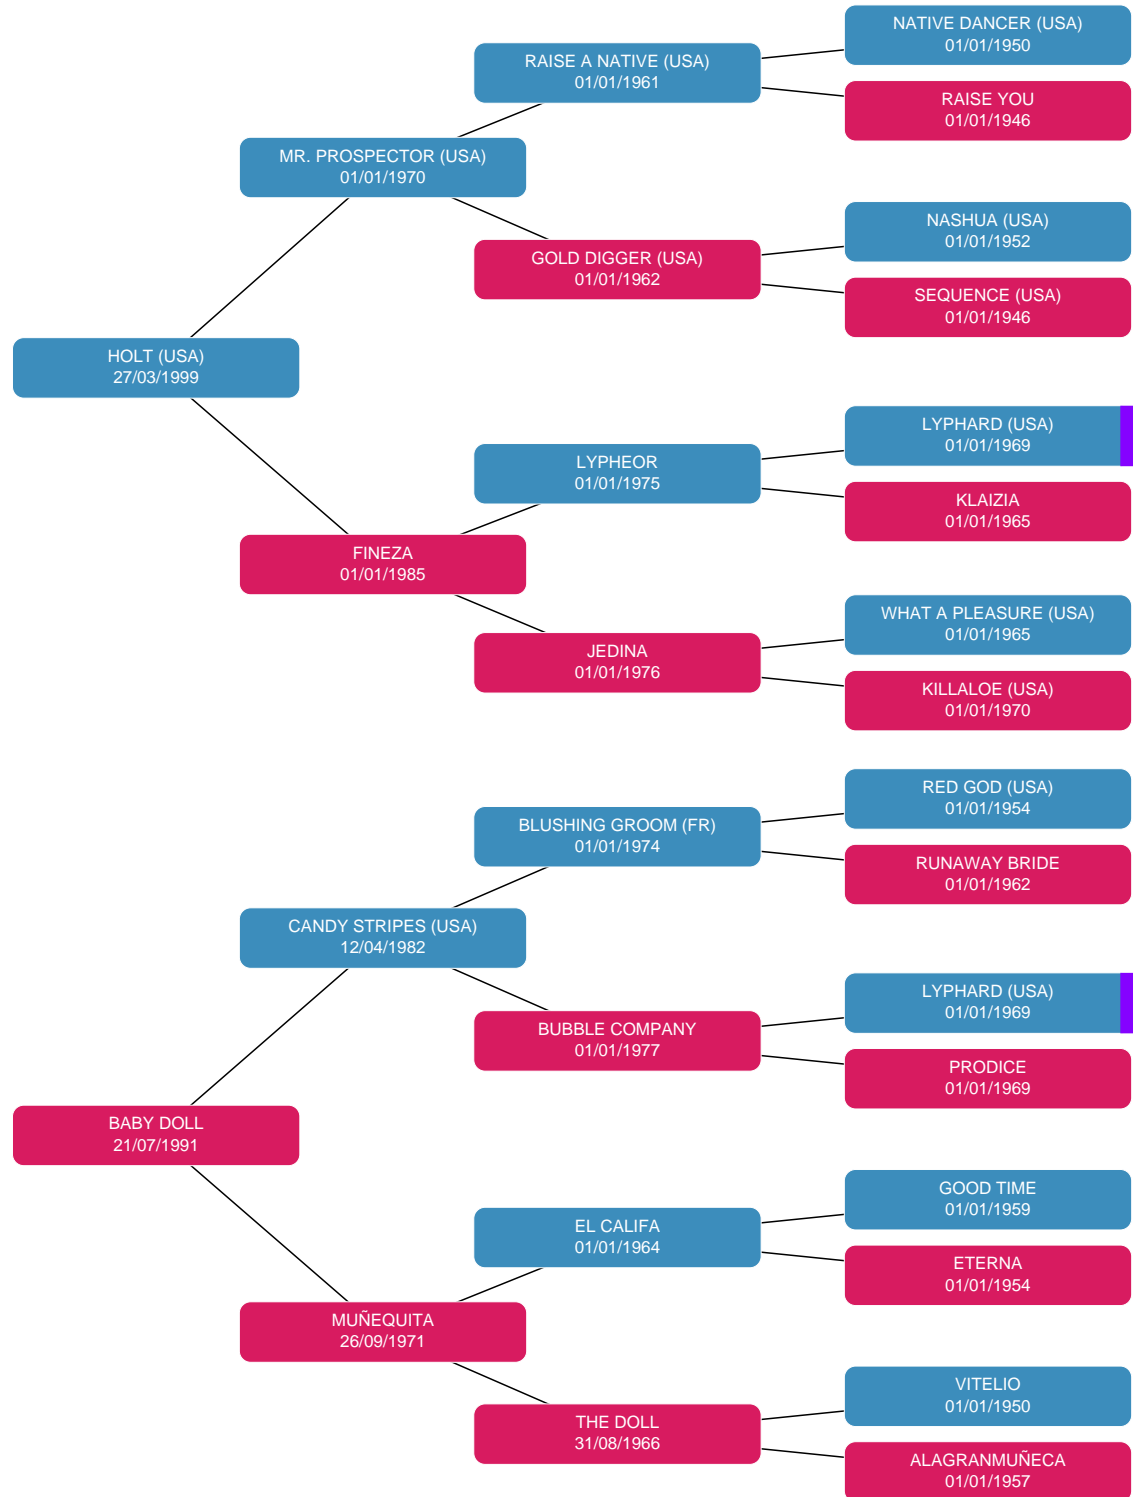 NATIVE DANCER (USA)
01/01/1950
RAISE A NATIVE (USA)
01/01/1961
RAISE YOU
01/01/1946
MR. PROSPECTOR (USA)
01/01/1970
NASHUA (USA)
01/01/1952
GOLD DIGGER (USA)
01/01/1962
SEQUENCE (USA)
01/01/1946
HOLT (USA)
27/03/1999
LYPHARD (USA)
01/01/1969
LYPHEOR
01/01/1975
KLAIZIA
01/01/1965
FINEZA
01/01/1985
WHAT A PLEASURE (USA)
01/01/1965
JEDINA
01/01/1976
KILLALOE (USA)
01/01/1970
RED GOD (USA)
01/01/1954
BLUSHING GROOM (FR)
01/01/1974
RUNAWAY BRIDE
01/01/1962
CANDY STRIPES (USA)
12/04/1982
LYPHARD (USA)
01/01/1969
BUBBLE COMPANY
01/01/1977
PRODICE
01/01/1969
BABY DOLL
21/07/1991
GOOD TIME
01/01/1959
EL CALIFA
01/01/1964
ETERNA
01/01/1954
MUÑEQUITA
26/09/1971
VITELIO
01/01/1950
THE DOLL
31/08/1966
ALAGRANMUÑECA
01/01/1957